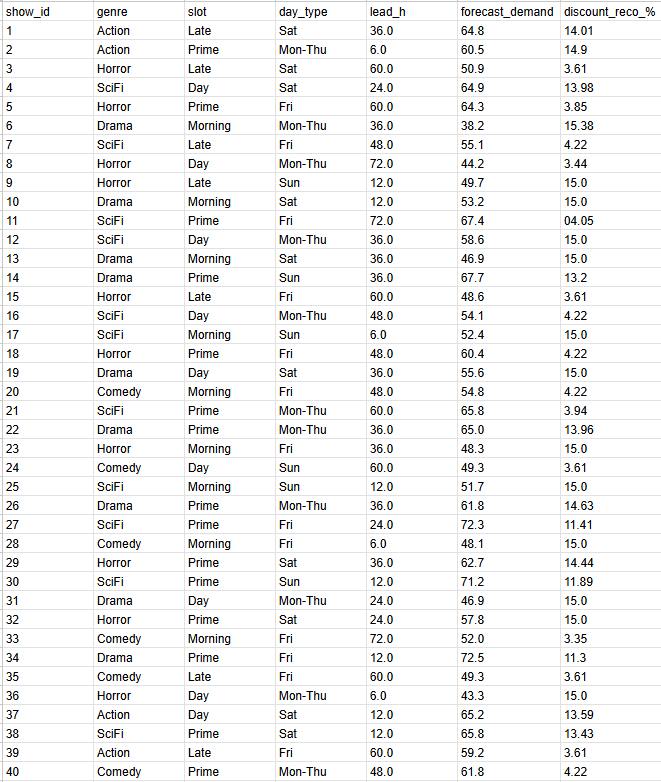 show_id genre slot day_type lead_h forecast_demand discount_reco_%
1 Action Late Sat 36.0 64.8 14.01
2 Action Prime Mon-Thu 6.0 60.5 14.9
3 Horror Late Sat 60.0 50.9 3.61
4 SciFi Day Sat 24.0 64.9 13.98
5 Horror Prime Fri 60.0 64.3 3.85
6 Drama Morning Mon-Thu 36.0 38.2 15.38
7 SciFi Late Fri 48.0 55.1 4.22
8 Horror Day Mon-Thu 72.0 44.2 3.44
9 Horror Late Sun 12.0 49.7 15.0
10 Drama Morning Sat 12.0 53.2 15.0
11 SciFi Prime Fri 72.0 67.4 04.05
12 SciFi Day Mon-Thu 36.0 58.6 15.0
13 Drama Morning Sat 36.0 46.9 15.0
14 Drama Prime Sun 36.0 67.7 13.2
15 Horror Late Fri 60.0 48.6 3.61
16 SciFi Day Mon-Thu 48.0 54.1 4.22
17 SciFi Morning Sun 6.0 52.4 15.0
18 Horror Prime Fri 48.0 60.4 4.22
19 Drama Day Sat 36.0 55.6 15.0
20 Comedy Morning Fri 48.0 54.8 4.22
21 SciFi Prime Mon-Thu 60.0 65.8 3.94
22 Drama Prime Mon-Thu 36.0 65.0 13.96
23 Horror Morning Fri 36.0 48.3 15.0
24 Comedy Day Sun 60.0 49.3 3.61
25 SciFi Morning Sun 12.0 51.7 15.0
26 Drama Prime Mon-Thu 36.0 61.8 14.63
27 SciFi Prime Fri 24.0 72.3 11.41
28 Comedy Morning Fri 6.0 48.1 15.0
29 Horror Prime Sat 36.0 62.7 14.44
30 SciFi Prime Sun 12.0 71.2 11.89
31 Drama Day Mon-Thu 24.0 46.9 15.0
32 Horror Prime Sat 24.0 57.8 15.0
33 Comedy Morning Fri 72.0 52.0 3.35
34 Drama Prime Fri 12.0 72.5 11.3
35 Comedy Late Fri 60.0 49.3 3.61
36 Horror Day Mon-Thu 6.0 43.3 15.0
37 Action Day Sat 12.0 65.2 13.59
38 SciFi Prime Sat 12.0 65.8 13.43
39 Action Late Fri 60.0 59.2 3.61
40 Comedy Prime Mon-Thu 48.0 61.8 4.22